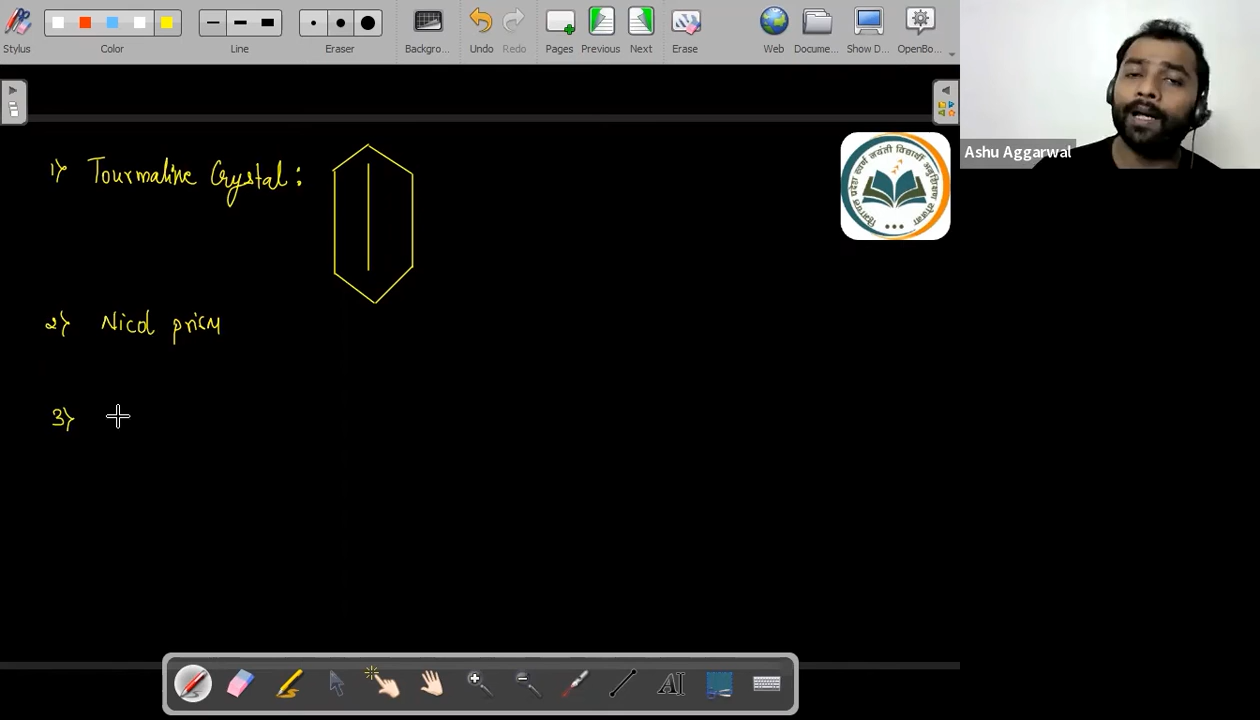 Stylus
Color
Line
Eraser
Backgro...
Undo
Redo
Pages
Previous
Next
Erase
Web
Docume...
Show D...
OpenBo...
Ashu Aggarwal
1) Tourmaline Crystal :
2) Nicol prism
3)